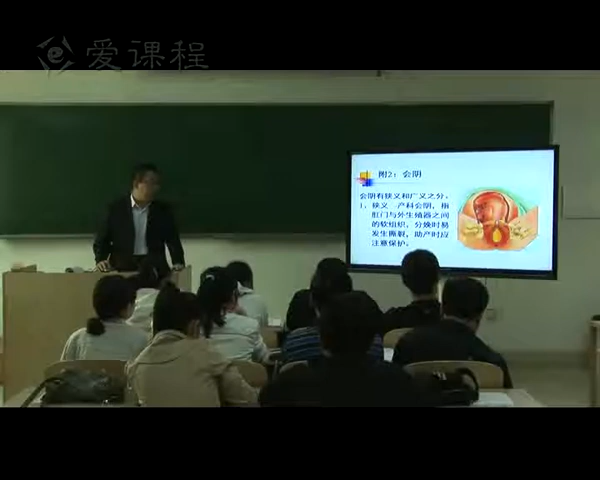 爱课程
附2：会阴
会阴有狭义和广义之分。
1、狭义 产科会阴，指
肛门与外生殖器之间
的软组织，分娩时易
发生撕裂，助产时应
注意保护。